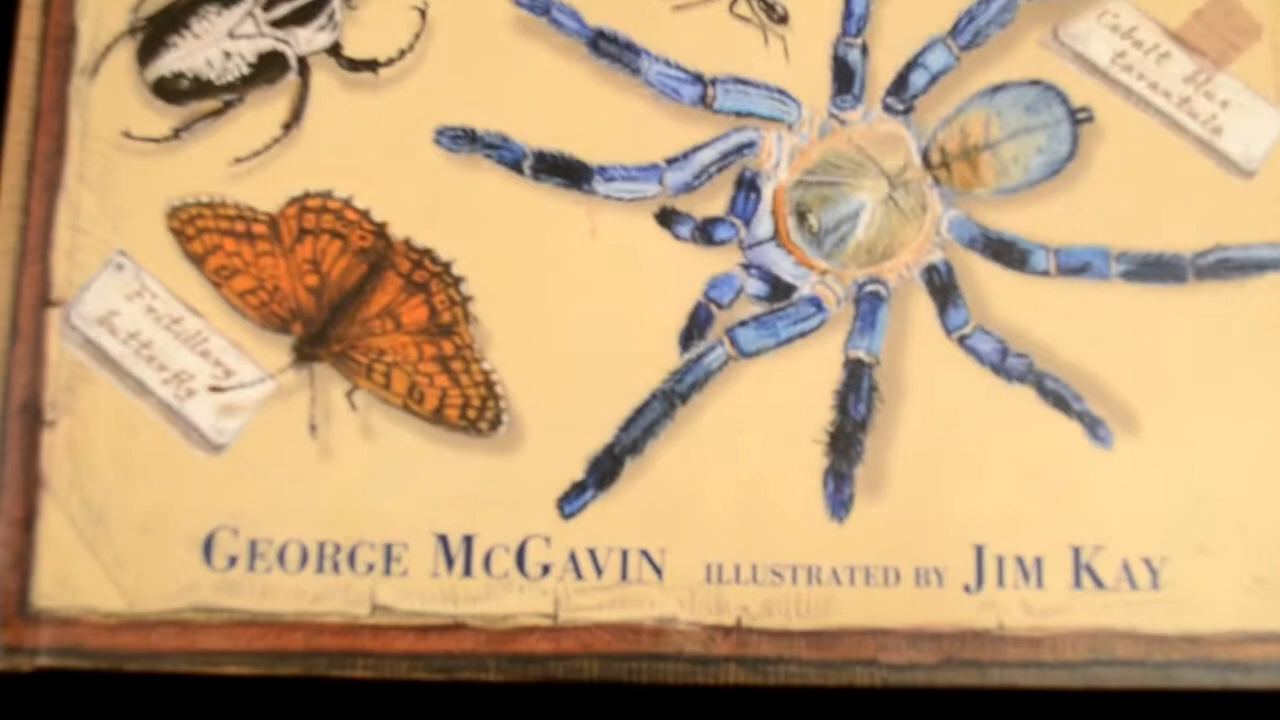 Cobalt blue
tarantula
Fritillary
butterfly
GEORGE MCGAVIN ILLUSTRATED BY JIM KAY